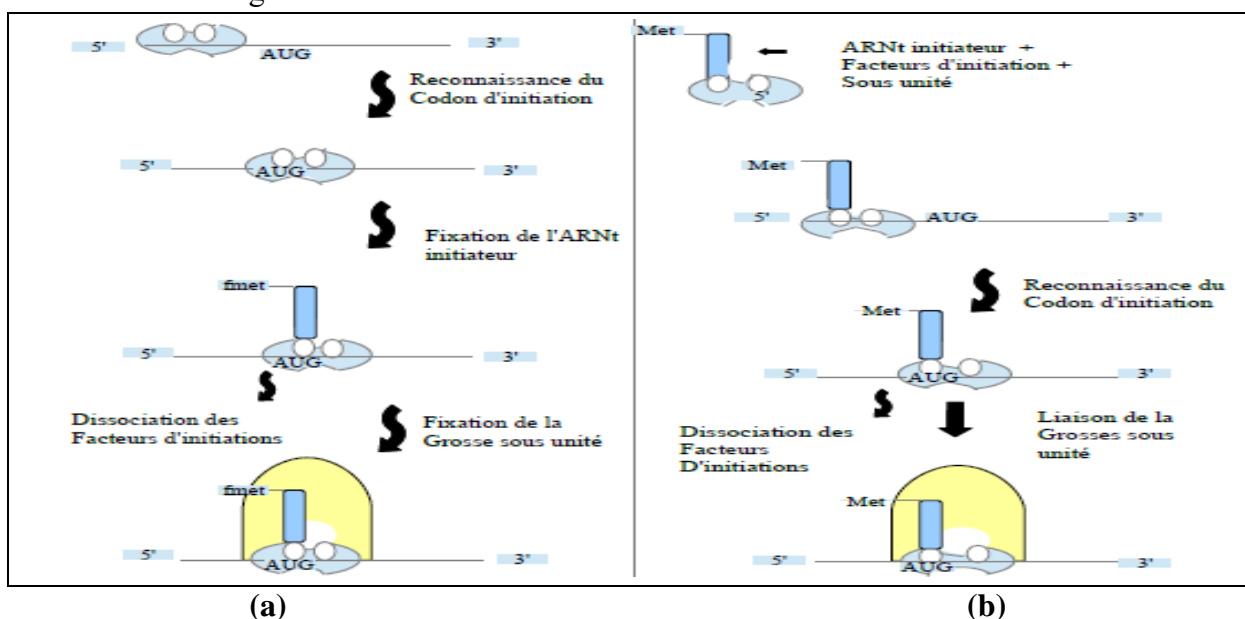 5'
AUG
3'
Reconnaissance du
Codon d'initiation
5'
AUG
3'
Fixation de l'ARNt
initiateur
fmet
5'
AUG
3'
Dissociation des
Facteurs d'initiations
Fixation de la
Grosse sous unité
fmet
5'
AUG
3'
(a)
Met
ARNt initiateur +
Facteurs d'initiation +
Sous unité
5'
Met
5'
AUG
3'
Reconnaissance du
Codon d'initiation
Met
5'
AUG
3'
Dissociation des
Facteurs
D'initiations
Liaison de la
Grosses sous
unité
Met
5'
AUG
3'
(b)